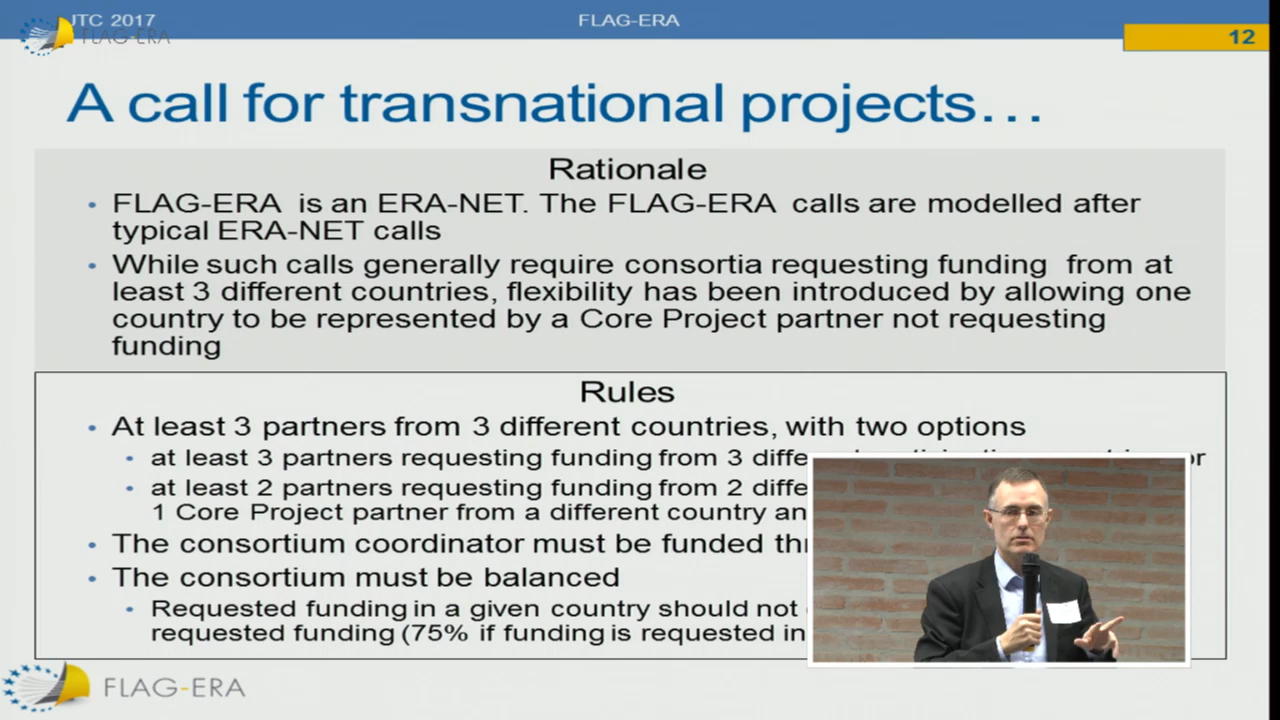 JTC 2017
FLAG-ERA
FLAG-ERA
12
A call for transnational projects…
Rationale
• FLAG-ERA is an ERA-NET. The FLAG-ERA calls are modelled after
typical ERA-NET calls
• While such calls generally require consortia requesting funding from at
least 3 different countries, flexibility has been introduced by allowing one
country to be represented by a Core Project partner not requesting
funding
Rules
• At least 3 partners from 3 different countries, with two options
• at least 3 partners requesting funding from 3 or
• at least 2 partners requesting funding from 2
1 Core Project partner from a different country
• The consortium coordinator must be funded
• The consortium must be balanced
• Requested funding in a given country should not
requested funding (75% if funding is requested in
FLAG-ERA